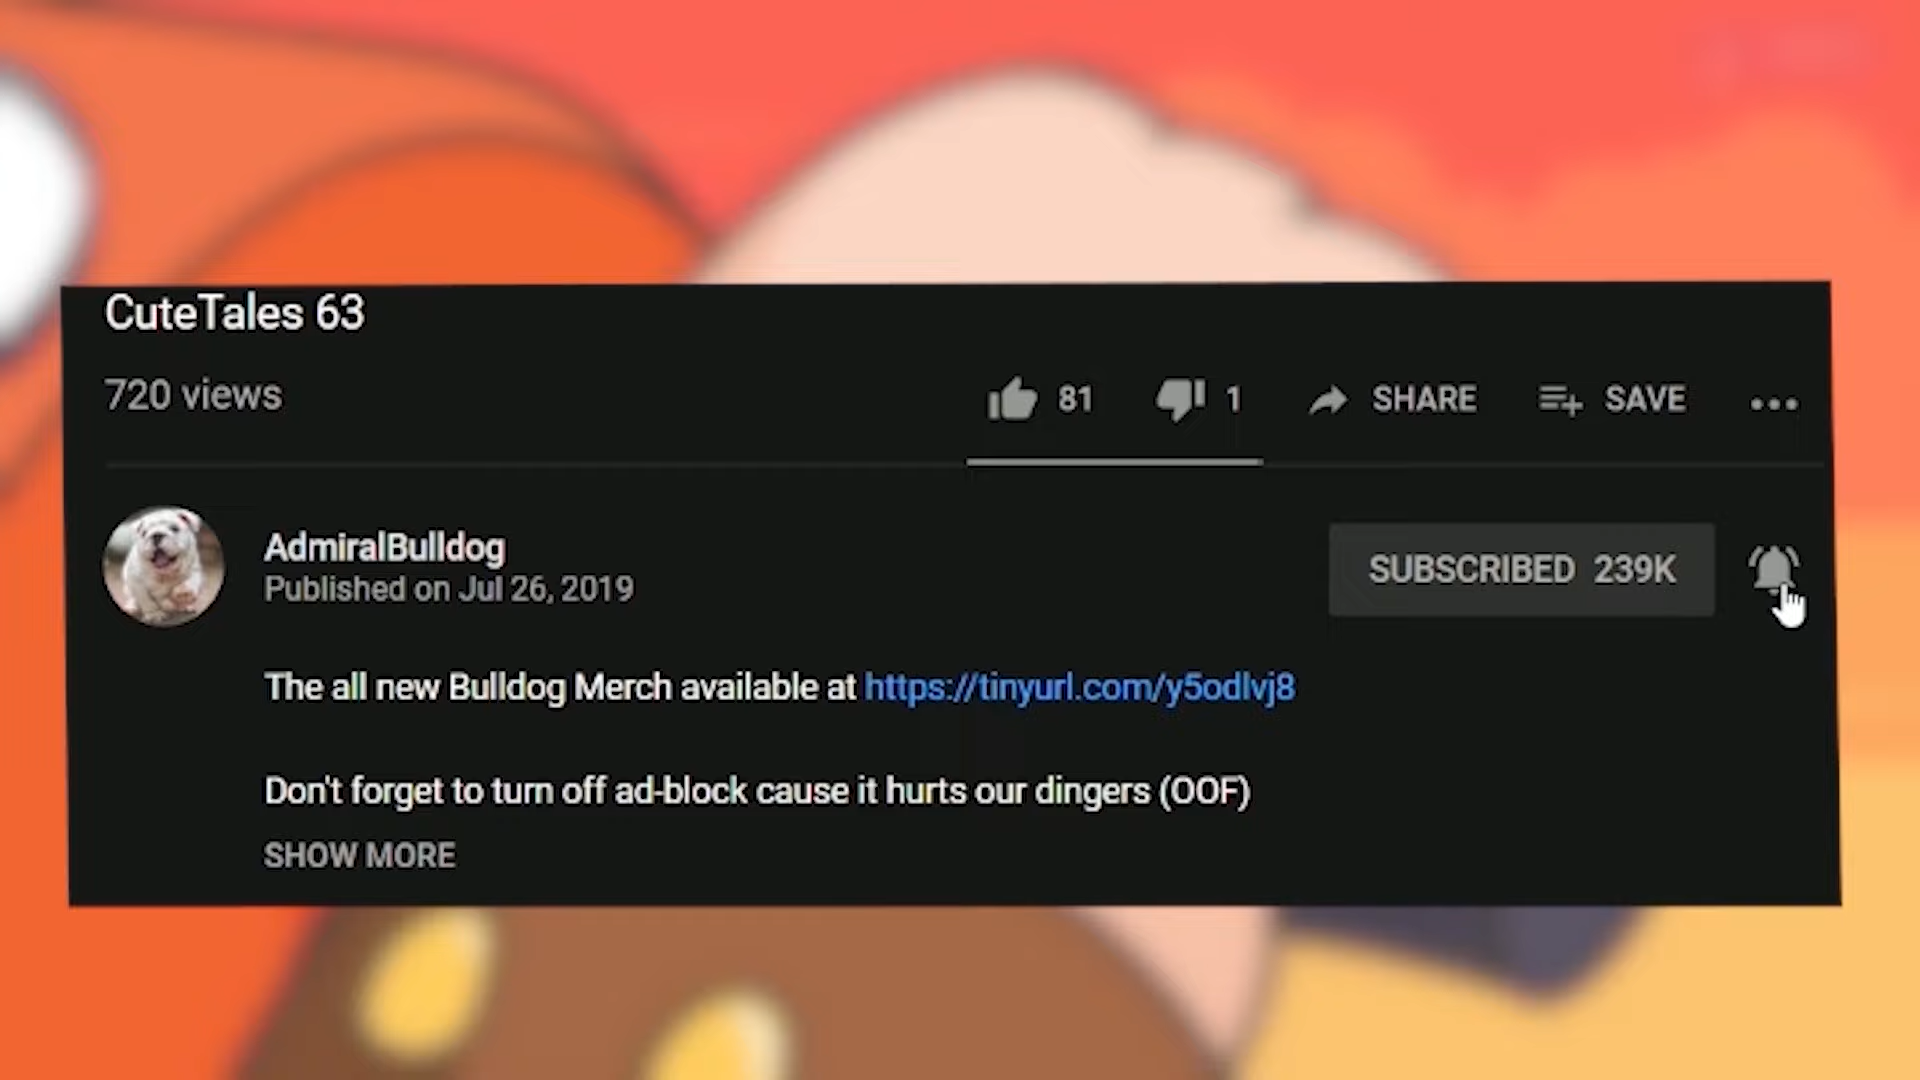 CuteTales 63
720 views
81 1 SHARE SAVE
AdmiralBulldog
Published on Jul 26, 2019
SUBSCRIBED 239K
The all new Bulldog Merch available at https://tinyurl.com/y5odlvj8
Don't forget to turn off ad-block cause it hurts our dingers (OOF)
SHOW MORE